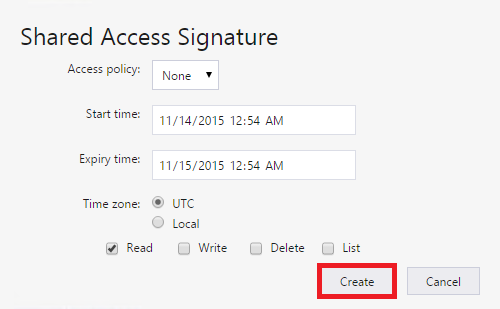 Shared Access Signature
Access policy: None
Start time: 11/14/2015 12:54 AM
Expiry time: 11/15/2015 12:54 AM
Time zone: UTC
Local
Read Write Delete List
Create Cancel